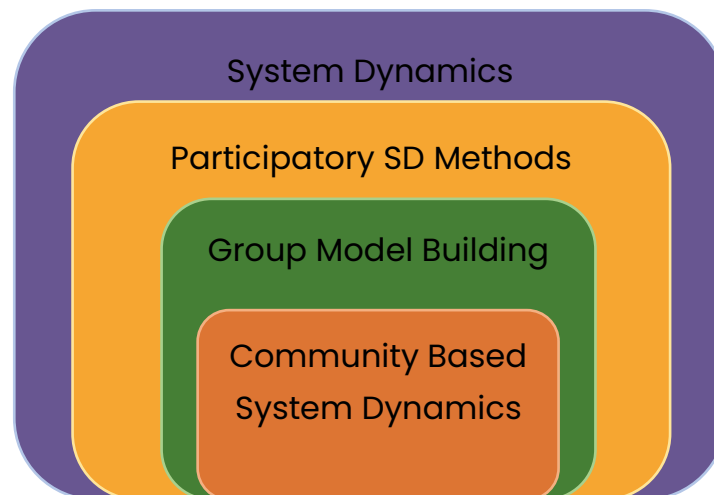 System Dynamics
Participatory SD Methods
Group Model Building
Community Based
System Dynamics